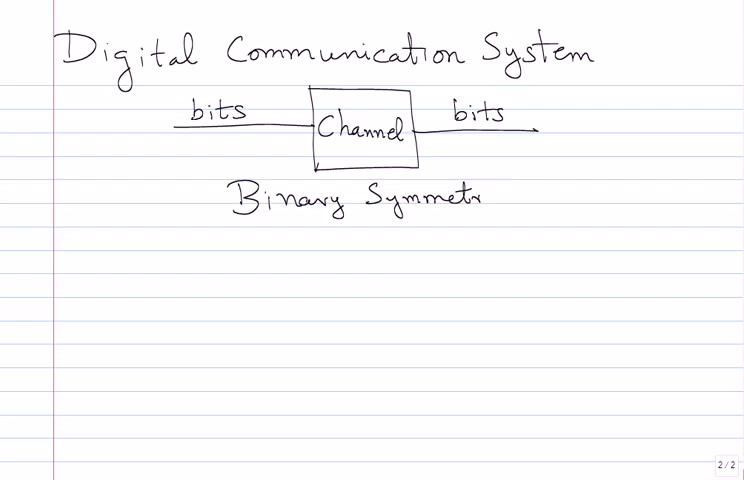 Digital Communication System
bits Channel bits
Binary Symmetr
2/2